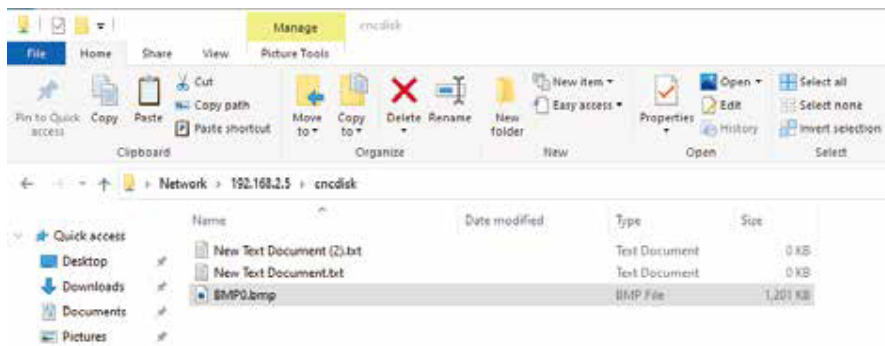 Manage cncdisk
File Home Share View Picture Tools
Pin to Quick access
Copy
Paste
Cut
Copy path
Paste shortcut
Move to
Copy to
Delete
Rename
New folder
New item
Easy access
Properties
Open
Edit
History
Select all
Select none
Invert selection
Clipboard Organize New Open Select
Network 192.168.2.5 cncdisk
Name Date modified Type Size
Quick access
Desktop
Downloads
Documents
Pictures
New Text Document (2).txt Text Document 0 KB
New Text Document.txt Text Document 0 KB
BMP0.bmp BMP File 1,201 KB